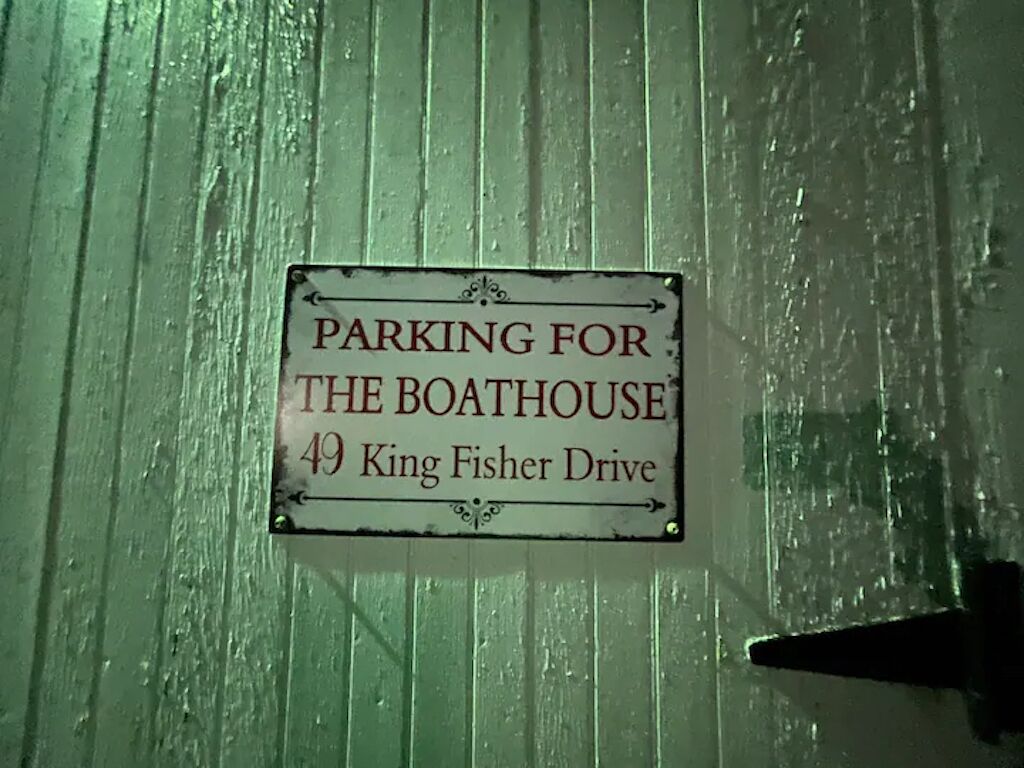 PARKING FOR
THE BOATHOUSE
49 King Fisher Drive